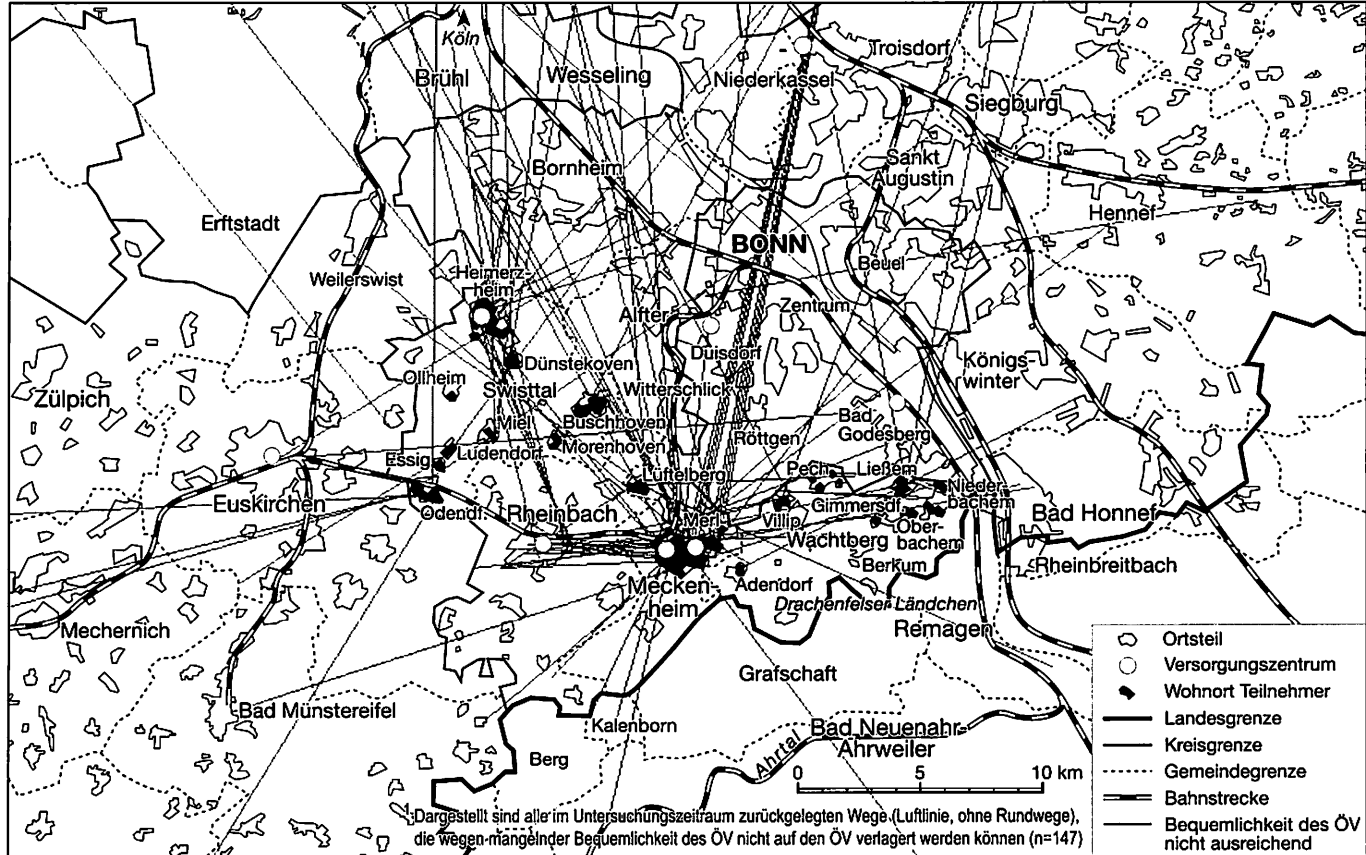 Köln
Brühl
Wesseling
Niederkassel
Troisdorf
Siegburg
Sankt
Augustin
Bornheim
Hennef
Erftstadt
BONN
Beuel
Weilerswist
Heimerz-
heim
Alfter
Zentrum
Duisdorf
Dünstekoven
Königs-
winter
Ollheim
Swisttal
Witterschlick
Zülpich
Miel
Buschhoven
Bad
Godesberg
Röttgen
Morenhoven
Ludendorf
Essig
Lüftelberg
Pech
Ließem
Euskirchen
Odendf.
Rheinbach
Merl
Villip
Gimmersdf.
Nieder-
bachem
Ober-
bachem
Bad Honnef
Wachtberg
Berkum
Rheinbreitbach
Mecken-
heim
Adendorf
Drachenfelser Ländchen
Mechernich
Remagen
Grafschaft
Bad Münstereifel
Kalenborn
Bad Neuenahr-
Ahrweiler
Berg
Ahrtal
0 5 10 km
Dargestellt sind alle im Untersuchungszeitraum zurückgelegten Wege (Luftlinie, ohne Rundwege),
die wegen mangelnder Bequemlichkeit des ÖV nicht auf den ÖV verlagert werden können (n=147)
Ortsteil
Versorgungszentrum
Wohnort Teilnehmer
Landesgrenze
Kreisgrenze
Gemeindegrenze
Bahnstrecke
Bequemlichkeit des ÖV
nicht ausreichend